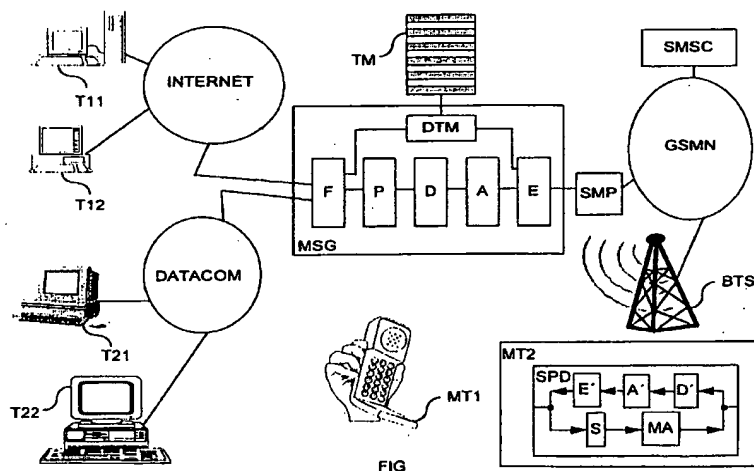 TM
SMSC
INTERNET
T11
DTM
GSMN
T12
F
P
D
A
E
SMP
MSG
DATACOM
BTS
T21
MT2
SPD
E´
A´
D´
T22
MT1
S
MA
FIG